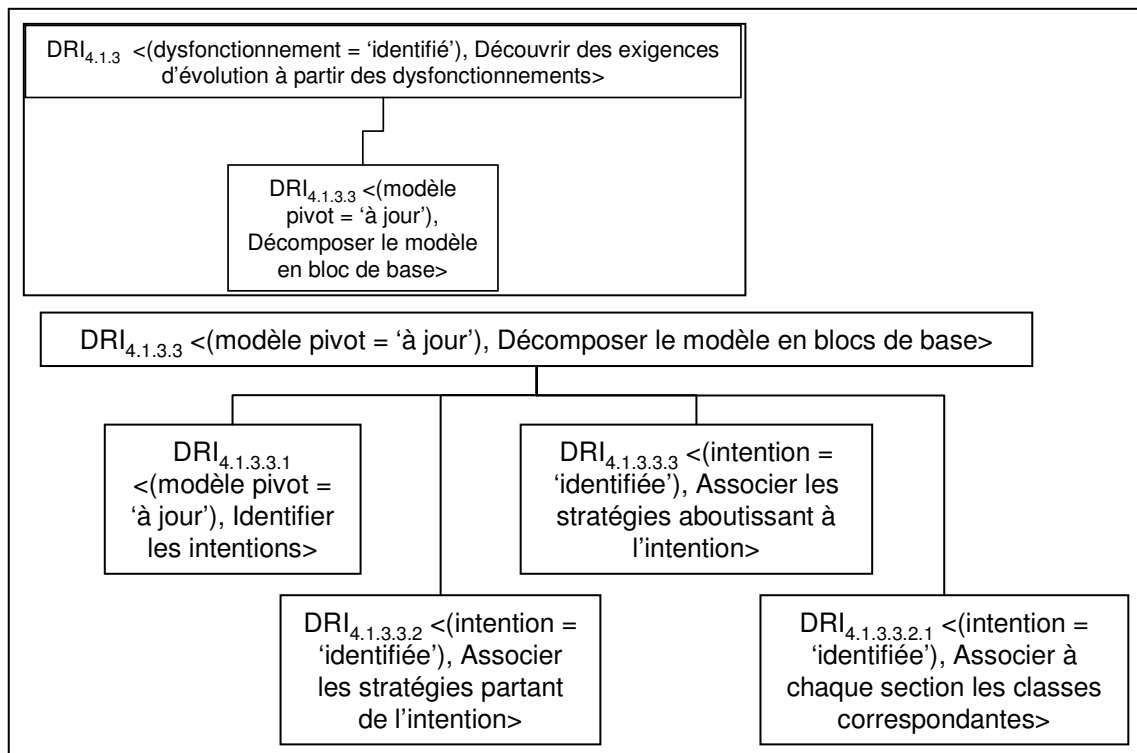 DRI4.1.3 <(dysfonctionnement = ‘identifié’), Découvrir des exigences
d’évolution à partir des dysfonctionnements>
DRI4.1.3.3 <(modèle
pivot = ‘à jour’),
Décomposer le modèle
en bloc de base>
DRI4.1.3.3 <(modèle pivot = ‘à jour’), Décomposer le modèle en blocs de base>
DRI4.1.3.3.1
<(modèle pivot =
‘à jour’), Identifier
les intentions>
DRI4.1.3.3.3 <(intention =
‘identifiée’), Associer les
stratégies aboutissant à
l’intention>
DRI4.1.3.3.2 <(intention =
‘identifiée’), Associer
les stratégies partant
de l’intention>
DRI4.1.3.3.2.1 <(intention =
‘identifiée’), Associer à
chaque section les classes
correspondantes>